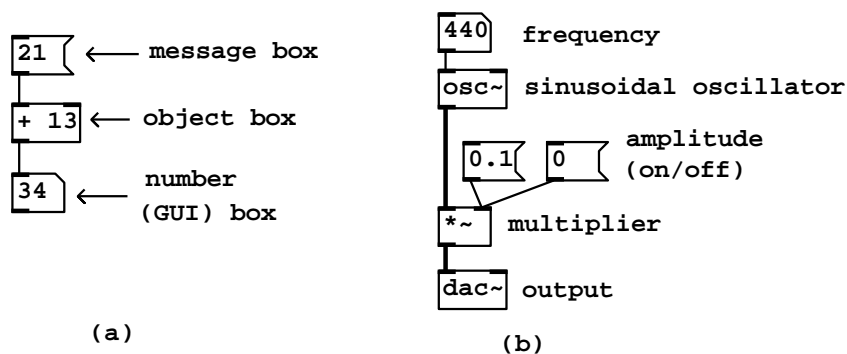 21
message box
+ 13
object box
34
number
(GUI) box
(a)
440
frequency
osc~
sinusoidal oscillator
0.1
0
amplitude
(on/off)
*~
multiplier
dac~
output
(b)